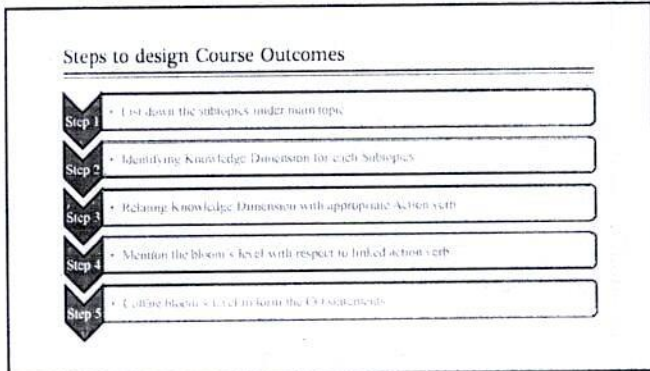 Steps to design Course Outcomes
Step 1
• List down the subtopics under main topic
Step 2
• Identifying Knowledge Dimension for each Subtopics
Step 3
• Relating Knowledge Dimension with appropriate Action verb
Step 4
• Mention the bloom's level with respect to linked action verb
Step 5
• bloom's level to form the CO statements